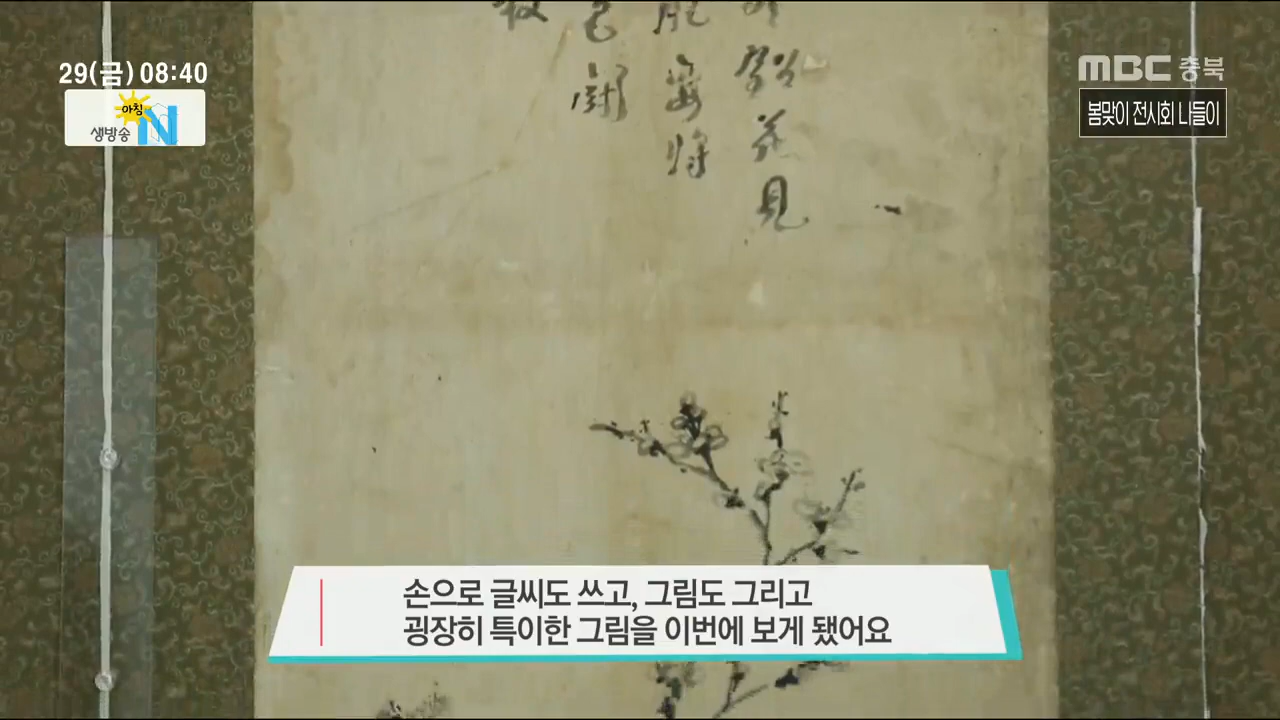 29(금) 08:40
아침
생방송 N
MBC 충북
봄맞이 전시회 나들이
花見
손으로 글씨도 쓰고, 그림도 그리고
굉장히 특이한 그림을 이번에 보게 됐어요